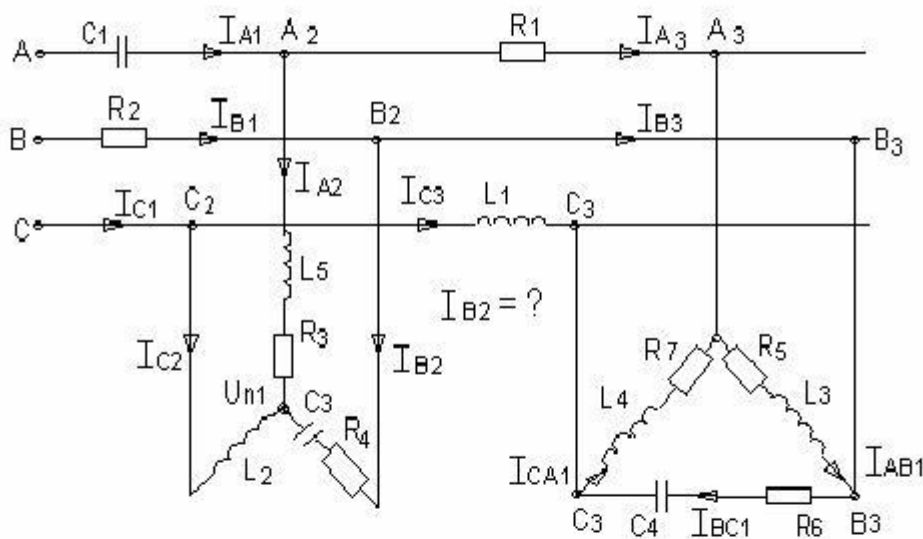 C1 IA1 A2 R1 IA3 A3
A
R2 IB1 B2 IB3
B B3
IA2
IC1 C2 IC3 L1 C3
C
L5
IB2 = ?
R3 R7 R5
IC2 IB2
Un1 C3 L4 L3
R4
L2 ICA1 IAB1
C3 C4 IBC1 R6 B3